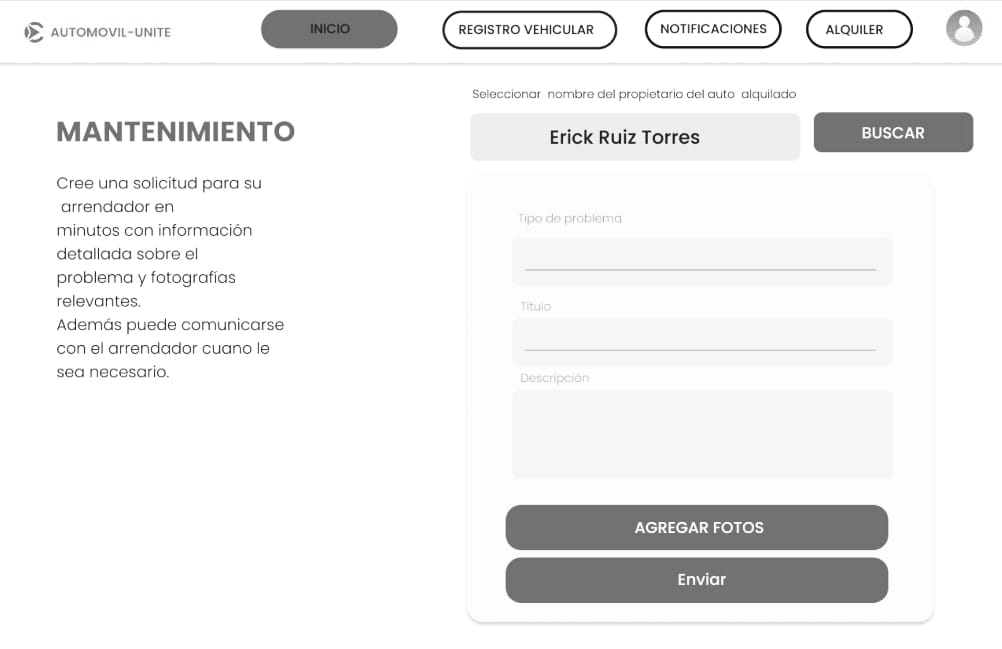 AUTOMOVIL-UNITE
INICIO
REGISTRO VEHICULAR
NOTIFICACIONES
ALQUILER
Seleccionar nombre del propietario del auto alquilado
MANTENIMIENTO
Erick Ruiz Torres
BUSCAR
Cree una solicitud para su
arrendador en
minutos con información
detallada sobre el
problema y fotografías
relevantes.
Además puede comunicarse
con el arrendador cuano le
sea necesario.
Tipo de problema
Título
Descripción
AGREGAR FOTOS
Enviar